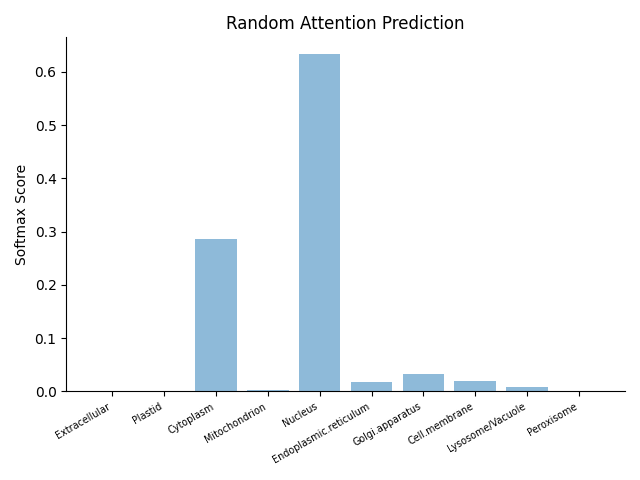 Random Attention Prediction
Softmax Score
0.6
0.5
0.4
0.3
0.2
0.1
0.0
Extracellular
Plastid
Cytoplasm
Mitochondrion
Nucleus
Endoplasmic.reticulum
Golgi.apparatus
Cell.membrane
Lysosome/Vacuole
Peroxisome